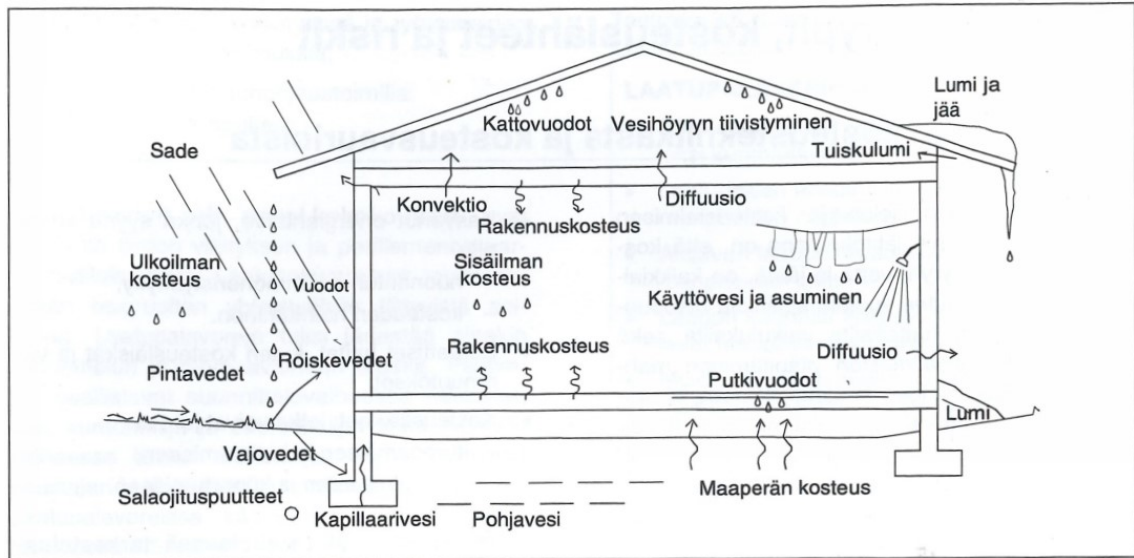 Lumi ja
jää
Kattovuodot
Vesihöyryn tiivistyminen
Sade
Tuiskulumi
Konvektio
Diffuusio
Rakennuskosteus
Ulkoilman
kosteus
Vuodot
Sisäilman
kosteus
Käyttövesi ja asuminen
Rakennuskosteus
Diffuusio
Roiskevedet
Pintavedet
Putkivuodot
Lumi
Vajovedet
Maaperän kosteus
Salaojituspuutteet
Kapillaarivesi
Pohjavesi